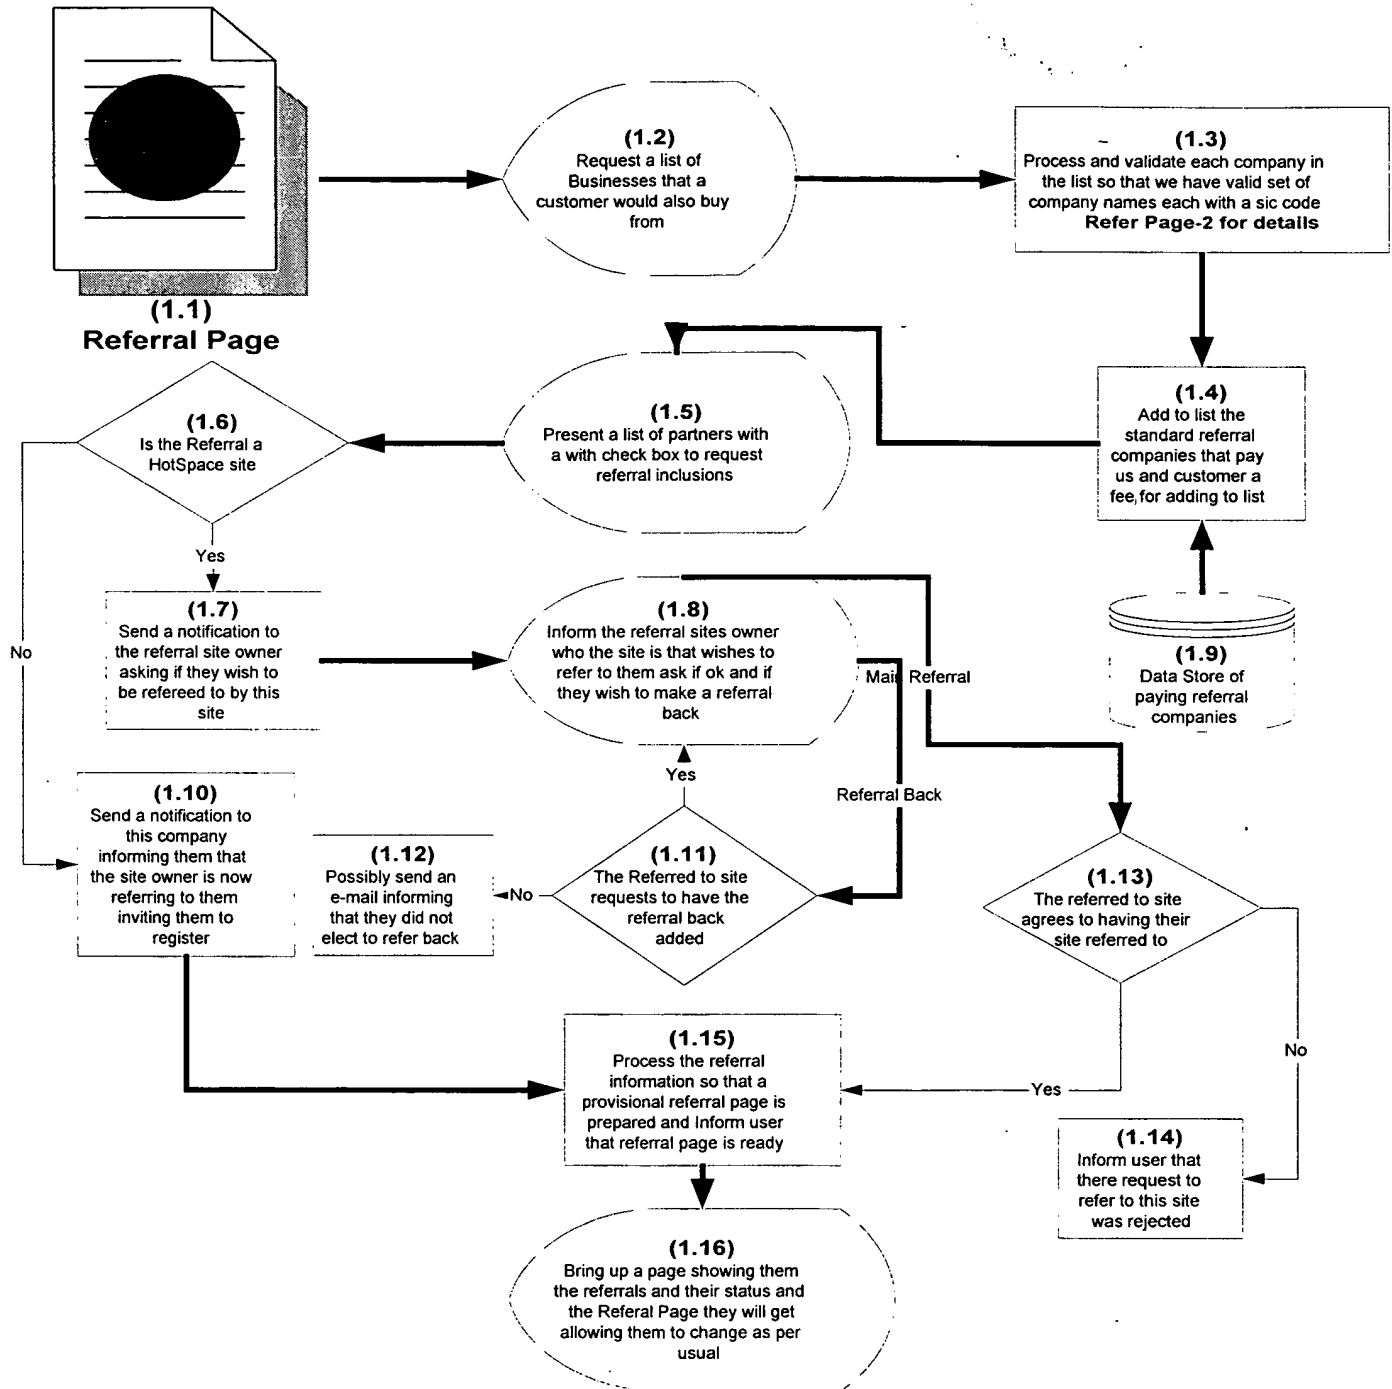 (1.1)
Referral Page
(1.2)
Request a list of
Businesses that a
customer would also buy
from
(1.3)
Process and validate each company in
the list so that we have valid set of
company names each with a sic code
Refer Page-2 for details
(1.4)
Add to list the
standard referral
companies that pay
us and customer a
fee, for adding to list
(1.5)
Present a list of partners with
a with check box to request
referral inclusions
(1.6)
Is the Referral a
HotSpace site
Yes
No
(1.7)
Send a notification to
the referral site owner
asking if they wish to
be refereed to by this
site
(1.8)
Inform the referral sites owner
who the site is that wishes to
refer to them ask if ok and if
they wish to make a referral
back
Main Referral
Referral Back
(1.9)
Data Store of
paying referral
companies
(1.10)
Send a notification to
this company
informing them that
the site owner is now
referring to them
inviting them to
register
(1.12)
Possibly send an
e-mail informing
that they did not
elect to refer back
No
Yes
(1.11)
The Referred to site
requests to have the
referral back
added
(1.13)
The referred to site
agrees to having their
site referred to
Yes
No
(1.14)
Inform user that
there request to
refer to this site
was rejected
(1.15)
Process the referral
information so that a
provisional referral page is
prepared and Inform user
that referral page is ready
(1.16)
Bring up a page showing them
the referrals and their status and
the Referal Page they will get
allowing them to change as per
usual